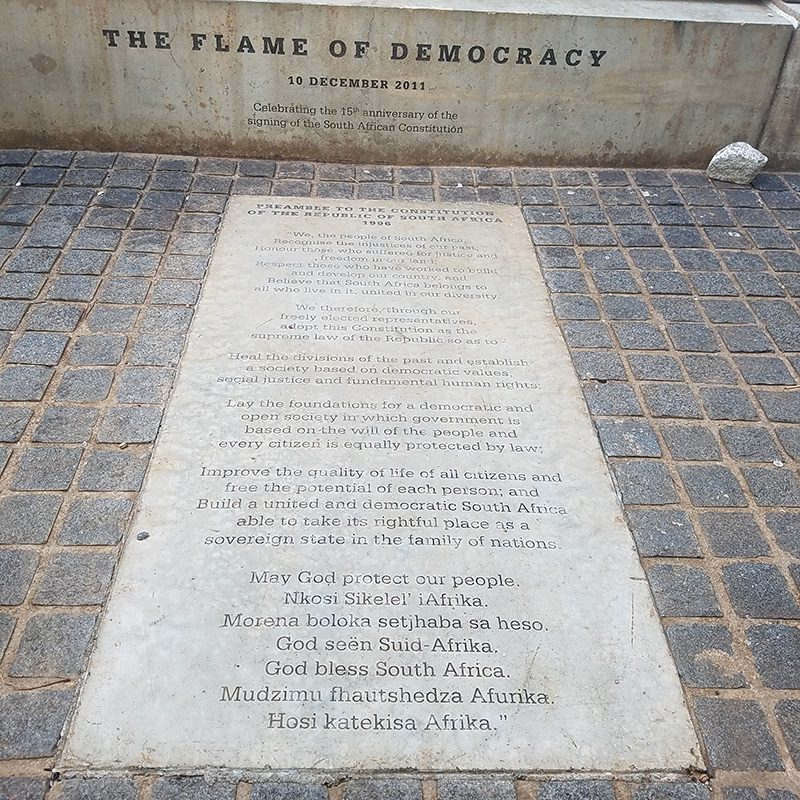 THE FLAME OF DEMOCRACY
10 DECEMBER 2011
Celebrating the 15th anniversary of the
signing of the South African Constitution
PREAMBLE TO THE CONSTITUTION
OF THE REPUBLIC OF SOUTH AFRICA
1996
"We, the people of South Africa,
Recognise the injustices of our past,
Honour those who suffered for justice and
freedom in our land,
Respect those who have worked to build
and develop our country, and
Believe that South Africa belongs to
all who live in it, united in our diversity.
We therefore, through our
freely elected representatives,
adopt this Constitution as the
supreme law of the Republic so as to -
Heal the divisions of the past and establish
a society based on democratic values,
social justice and fundamental human rights;
Lay the foundations for a democratic and
open society in which government is
based on the will of the people and
every citizen is equally protected by law;
Improve the quality of life of all citizens and
free the potential of each person; and
Build a united and democratic South Africa
able to take its rightful place as a
sovereign state in the family of nations.
May God protect our people.
Nkosi Sikelel' iAfrika.
Morena boloka setjhaba sa heso.
God seën Suid-Afrika.
God bless South Africa.
Mudzimu fhautshedza Afurika.
Hosi katekisa Afrika."